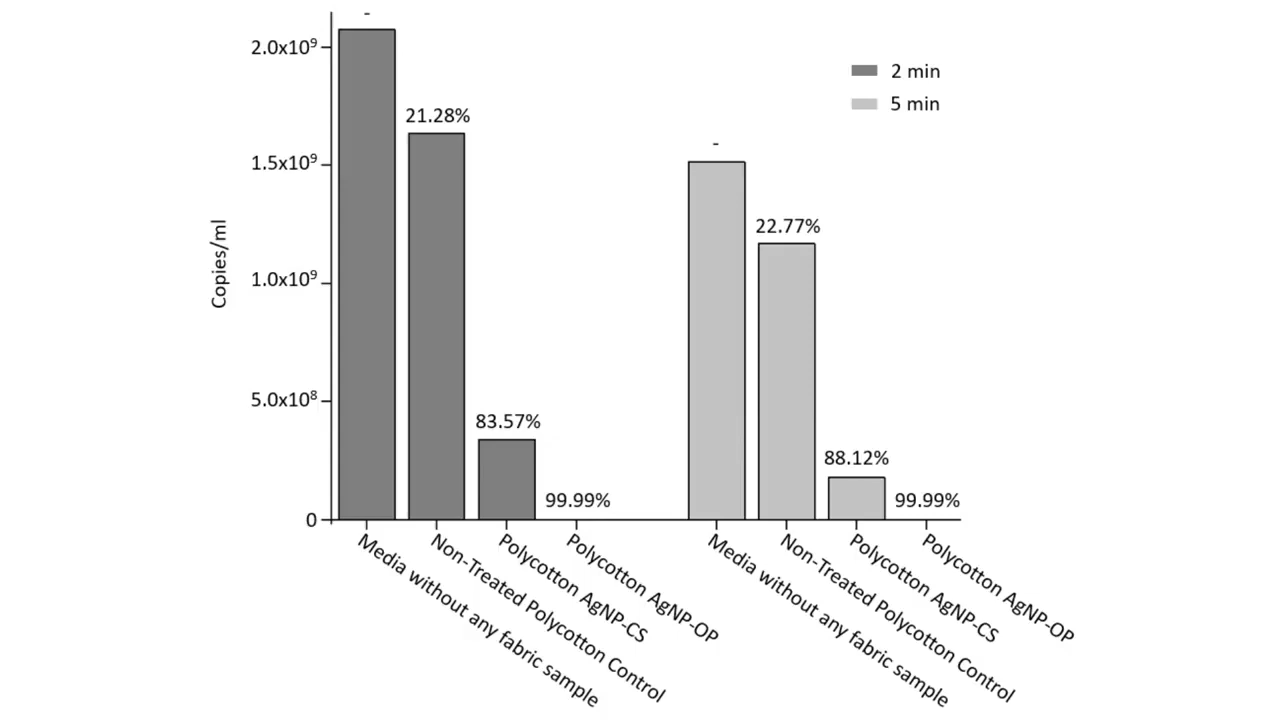 -
2.0x10⁹
2 min
5 min
21.28%
1.5x10⁹
-
22.77%
Copies/ml
1.0x10⁹
5.0x10⁸
83.57%
88.12%
99.99%
99.99%
0
Media without any fabric sample
Non-Treated Polycotton Control
Polycotton AgNP-CS
Polycotton AgNP-OP
Media without any fabric sample
Non-Treated Polycotton Control
Polycotton AgNP-CS
Polycotton AgNP-OP